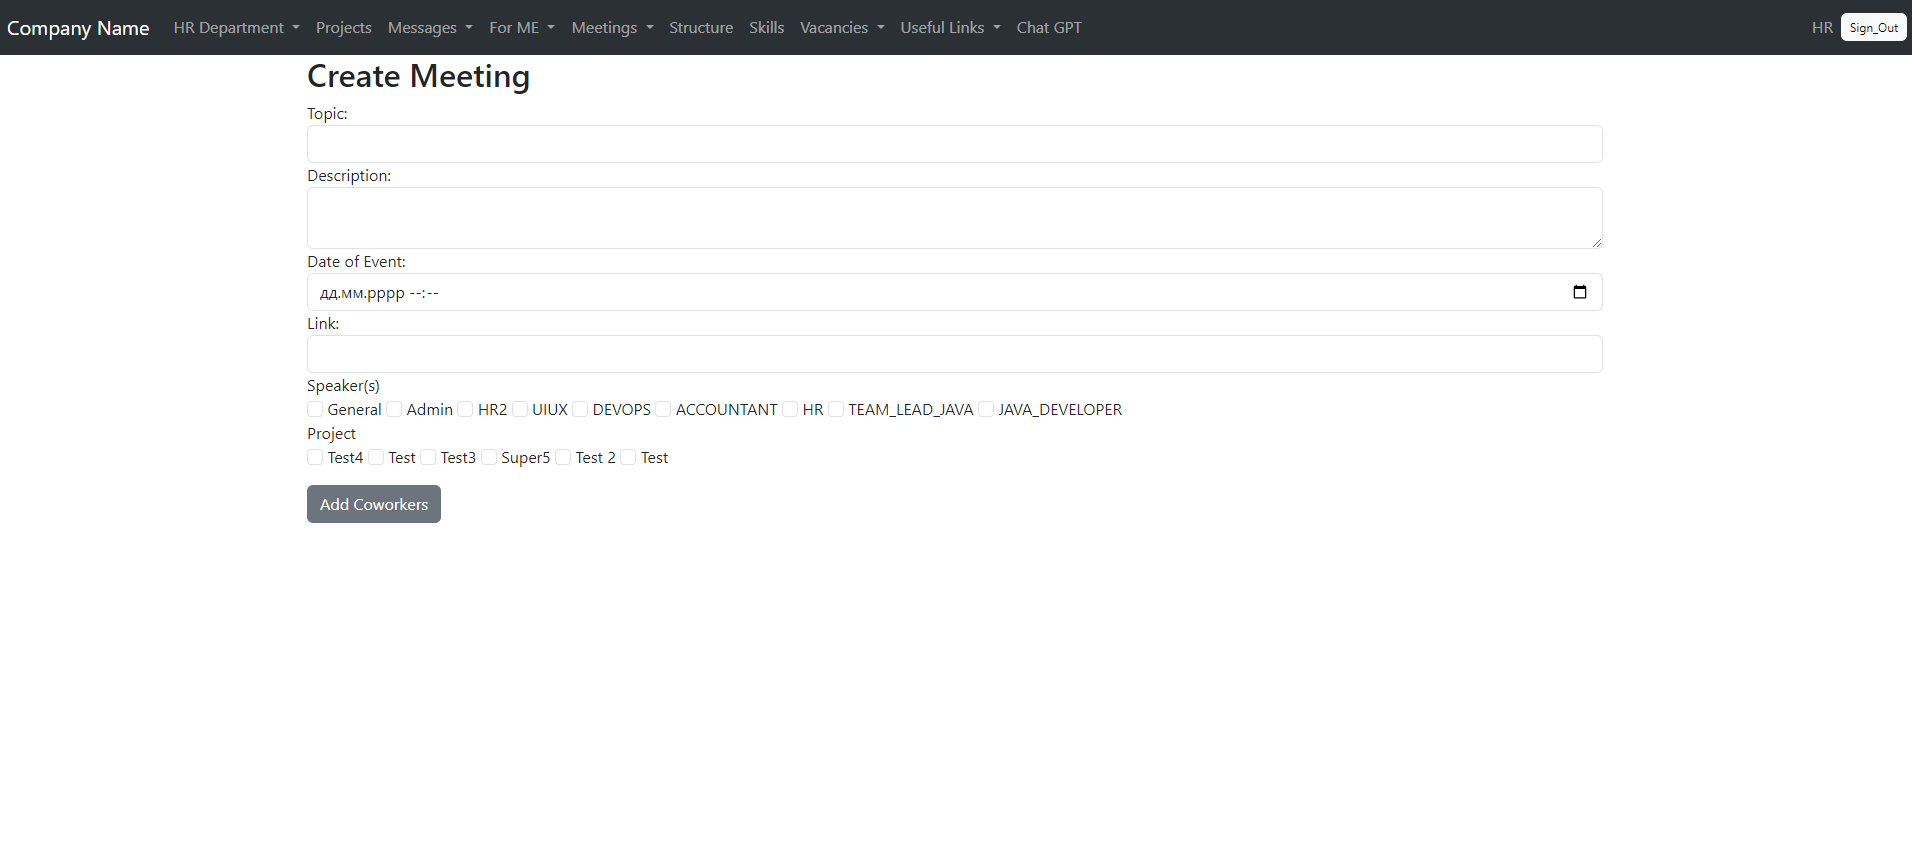 Company Name HR Department Projects Messages For ME Meetings Structure Skills Vacancies Useful Links Chat GPT HR Sign_Out
Create Meeting
Topic:
Description:
Date of Event:
дд.мм.рррр --:--
Link:
Speaker(s)
General Admin HR2 UIUX DEVOPS ACCOUNTANT HR TEAM_LEAD_JAVA JAVA_DEVELOPER
Project
Test4 Test Test3 Super5 Test 2 Test
Add Coworkers